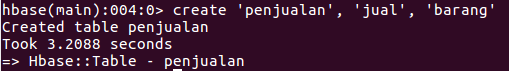 hbase(main):004:0> create 'penjualan', 'jual', 'barang'
Created table penjualan
Took 3.2088 seconds
=> Hbase::Table - penjualan